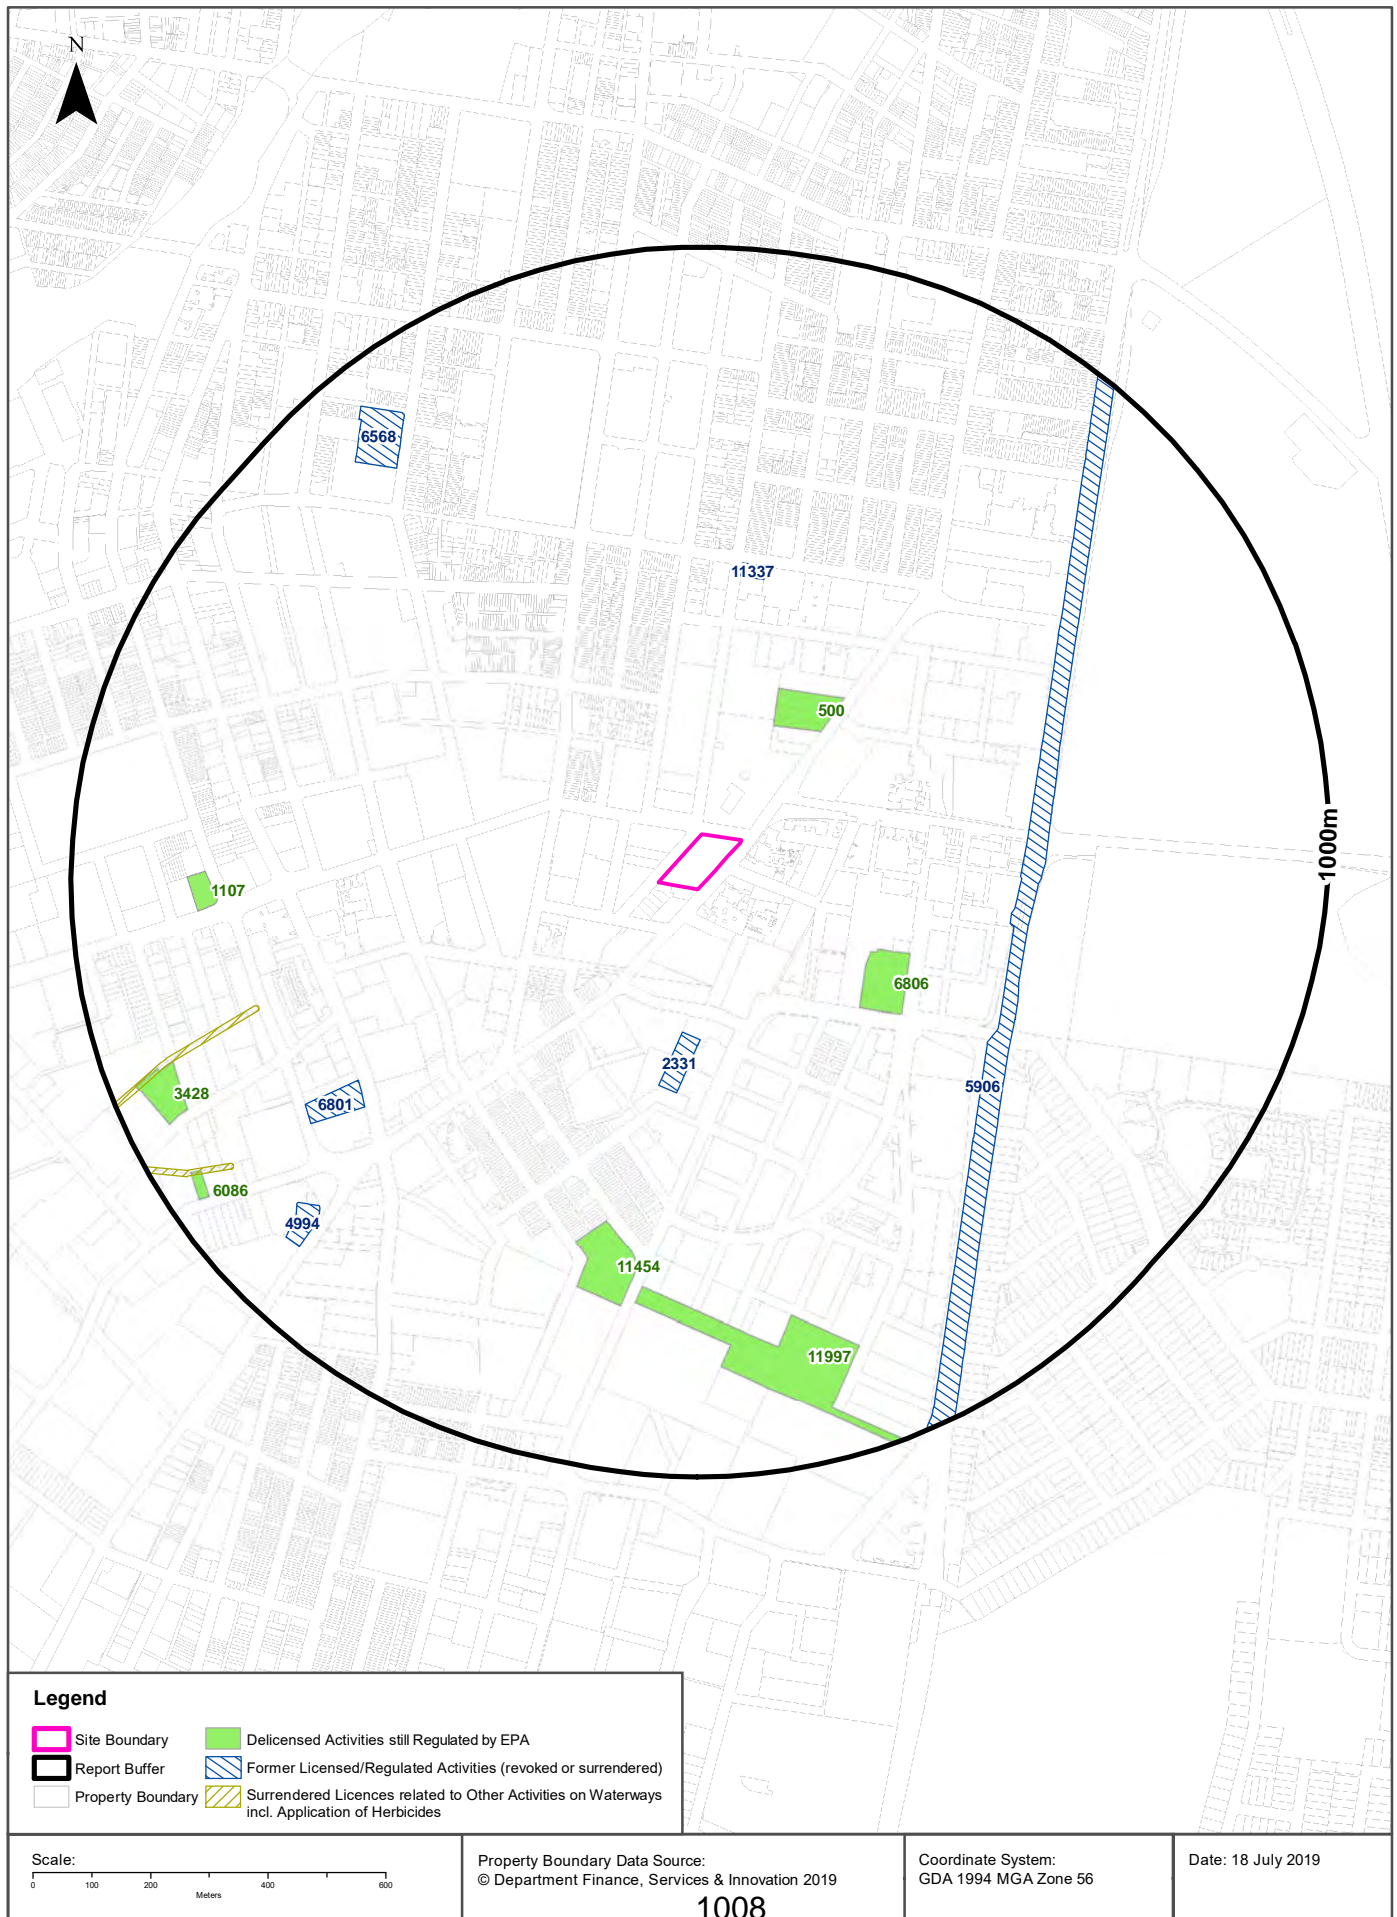 N
6568
11337
500
1000m
1107
6806
2331
3428
6801
5906
6086
4994
11454
11997
Legend
Site Boundary
Report Buffer
Property Boundary
Delicensed Activities still Regulated by EPA
Former Licensed/Regulated Activities (revoked or surrendered)
Surrendered Licences related to Other Activities on Waterways
incl. Application of Herbicides
Scale:
0 100 200 400 600
Meters
Property Boundary Data Source:
© Department Finance, Services & Innovation 2019
1008
Coordinate System:
GDA 1994 MGA Zone 56
Date: 18 July 2019